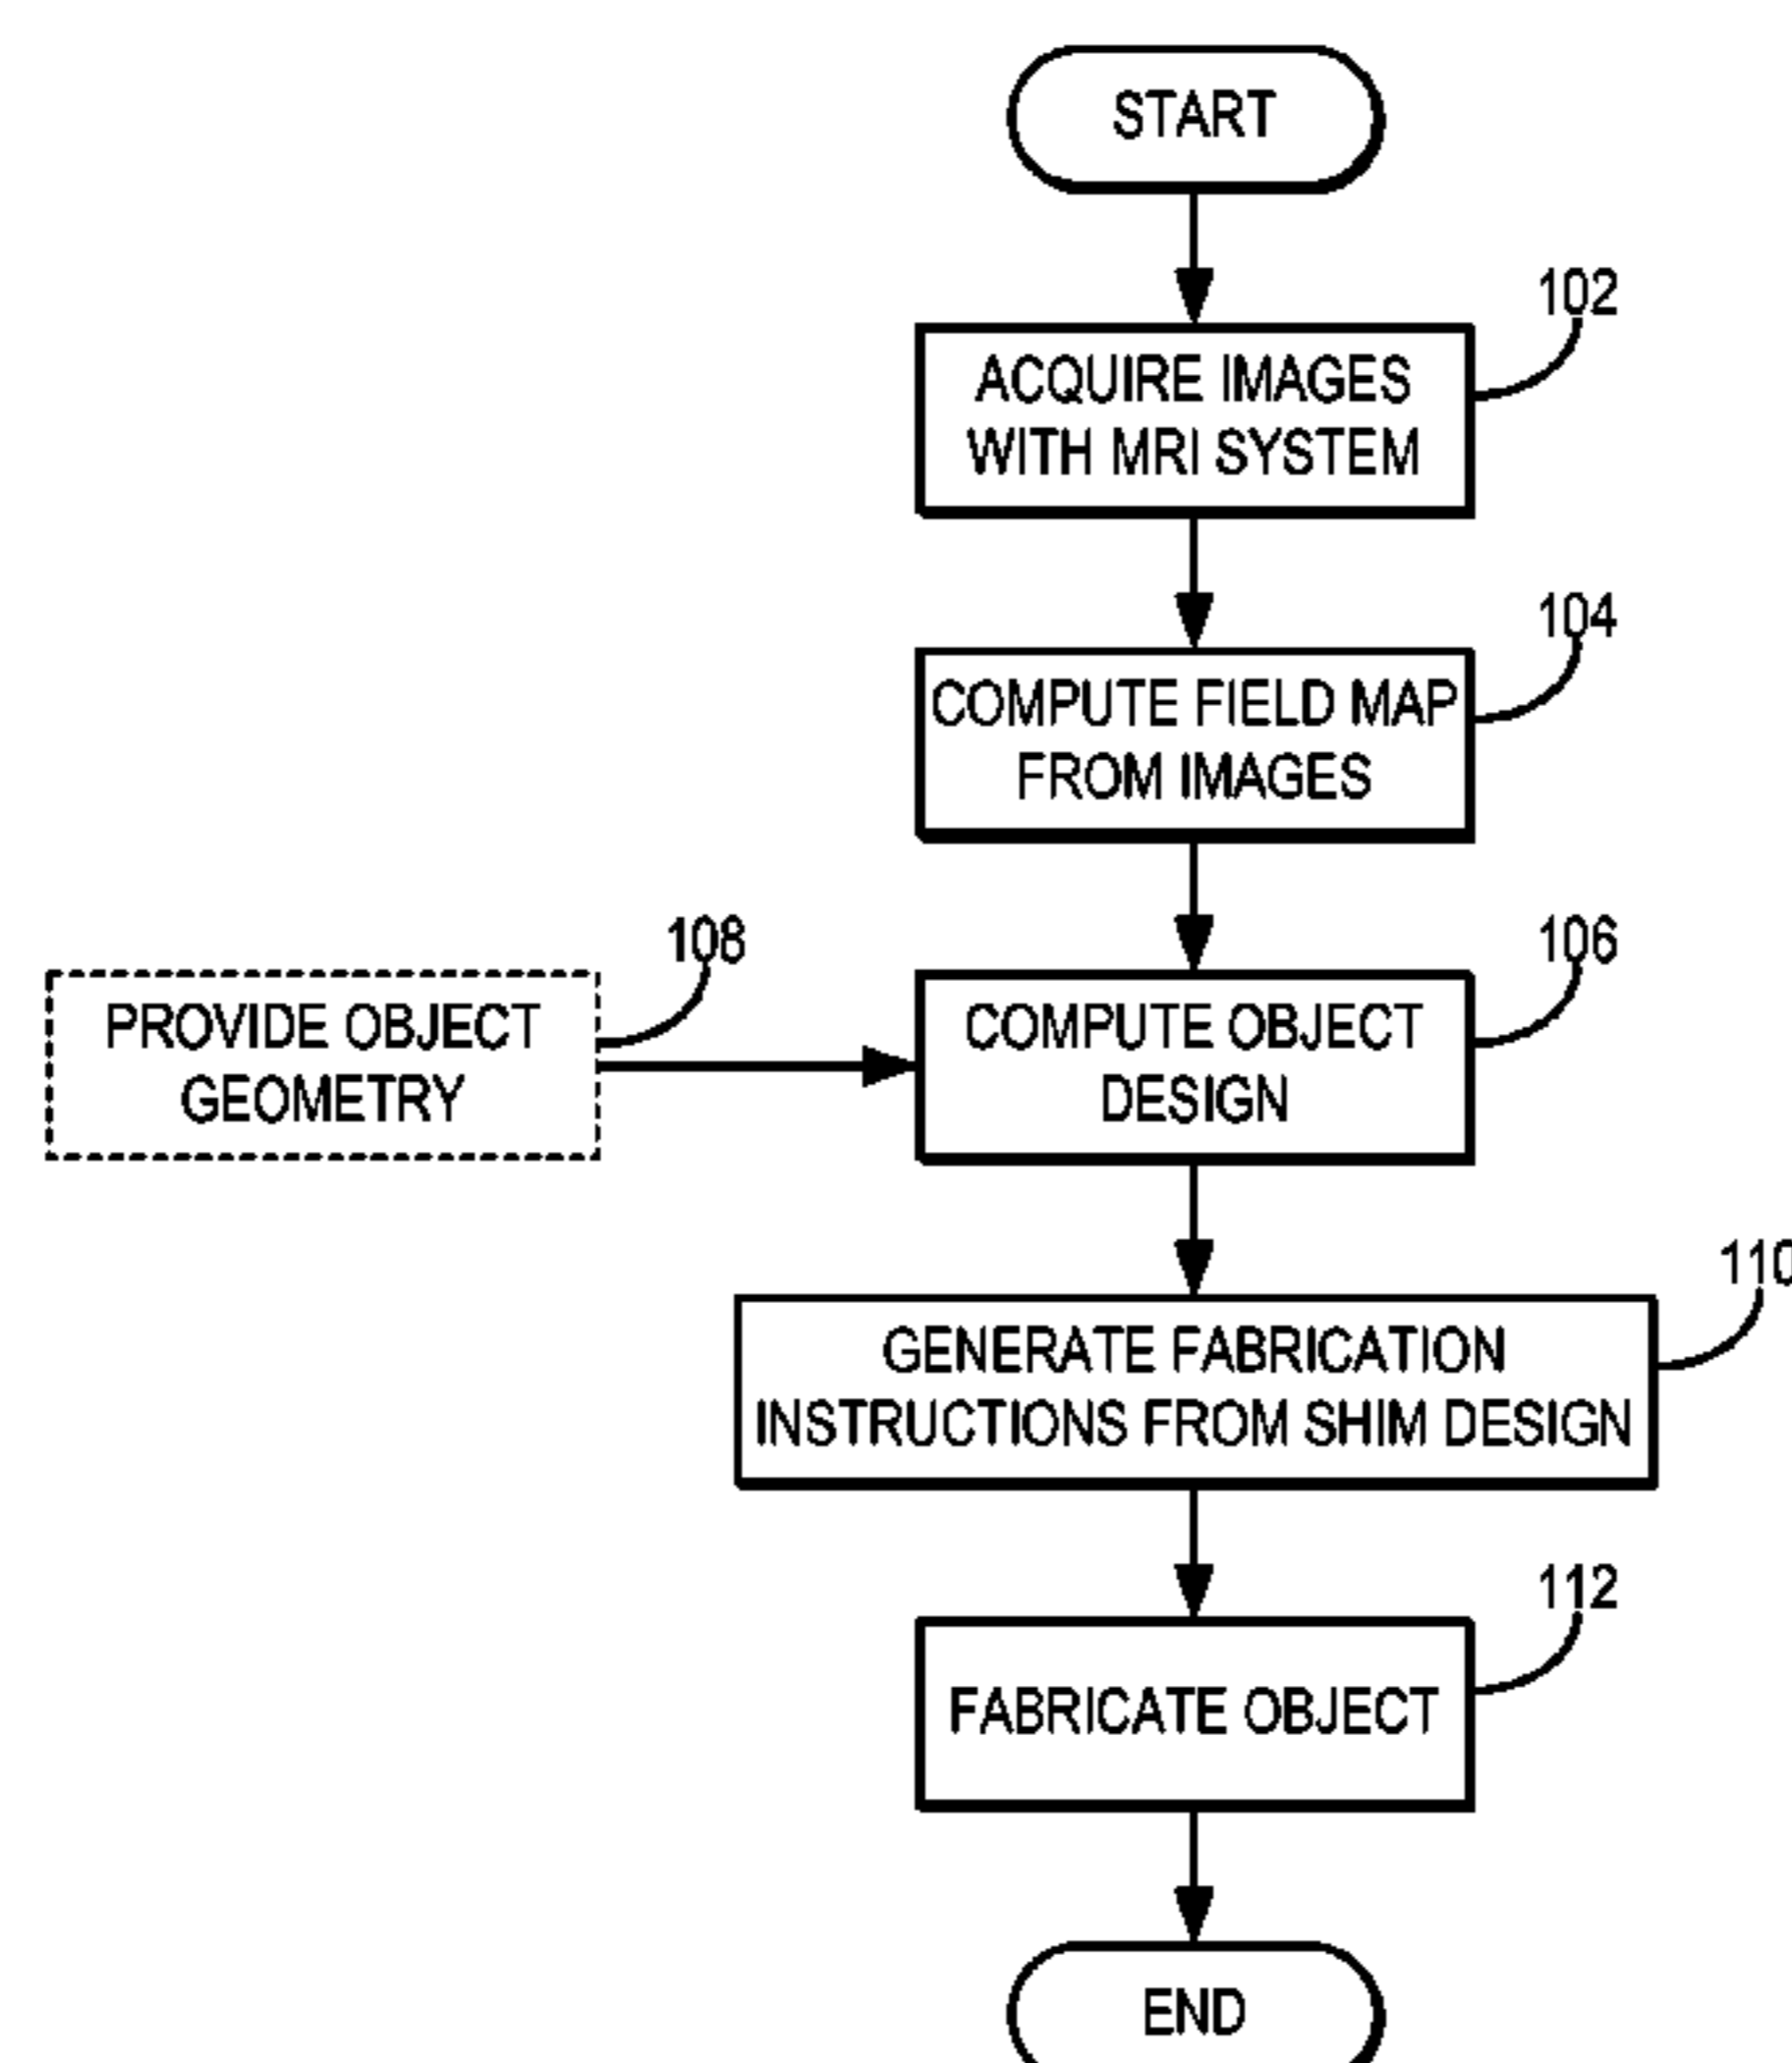 START
102
ACQUIRE IMAGES
WITH MRI SYSTEM
104
COMPUTE FIELD MAP
FROM IMAGES
108
PROVIDE OBJECT
GEOMETRY
106
COMPUTE OBJECT
DESIGN
110
GENERATE FABRICATION
INSTRUCTIONS FROM SHIM DESIGN
112
FABRICATE OBJECT
END